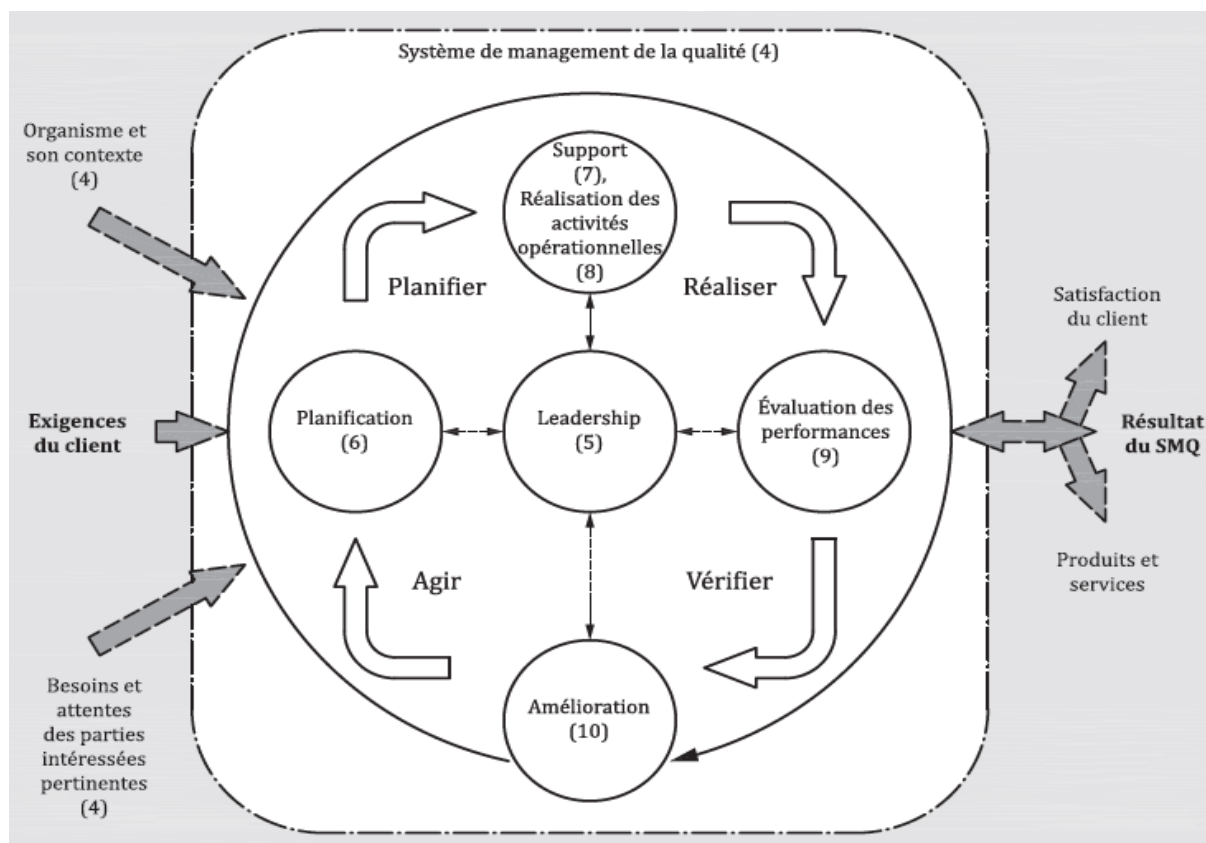 Système de management de la qualité (4)
Organisme et
son contexte
(4)
Support
(7),
Réalisation des
activités
opérationnelles
(8)
Planifier
Réaliser
Satisfaction
du client
Exigences
du client
Planification
(6)
Leadership
(5)
Évaluation des
performances
(9)
Résultat
du SMQ
Agir
Vérifier
Produits et
services
Besoins et
attentes
des parties
intéressées
pertinentes
(4)
Amélioration
(10)